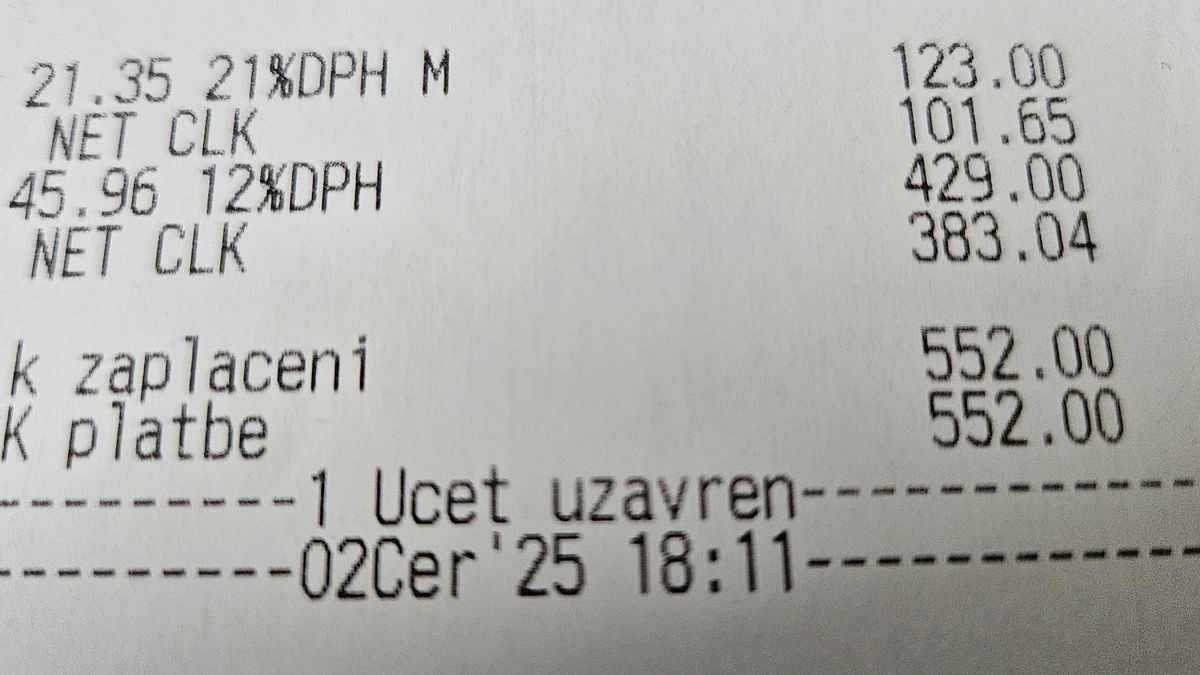 21.35 21%DPH M 123.00
NET CLK 101.65
45.96 12%DPH 429.00
NET CLK 383.04
k zaplaceni 552.00
K platbe 552.00
---------1 Ucet uzavren--------------
---------02Cer'25 18:11--------------